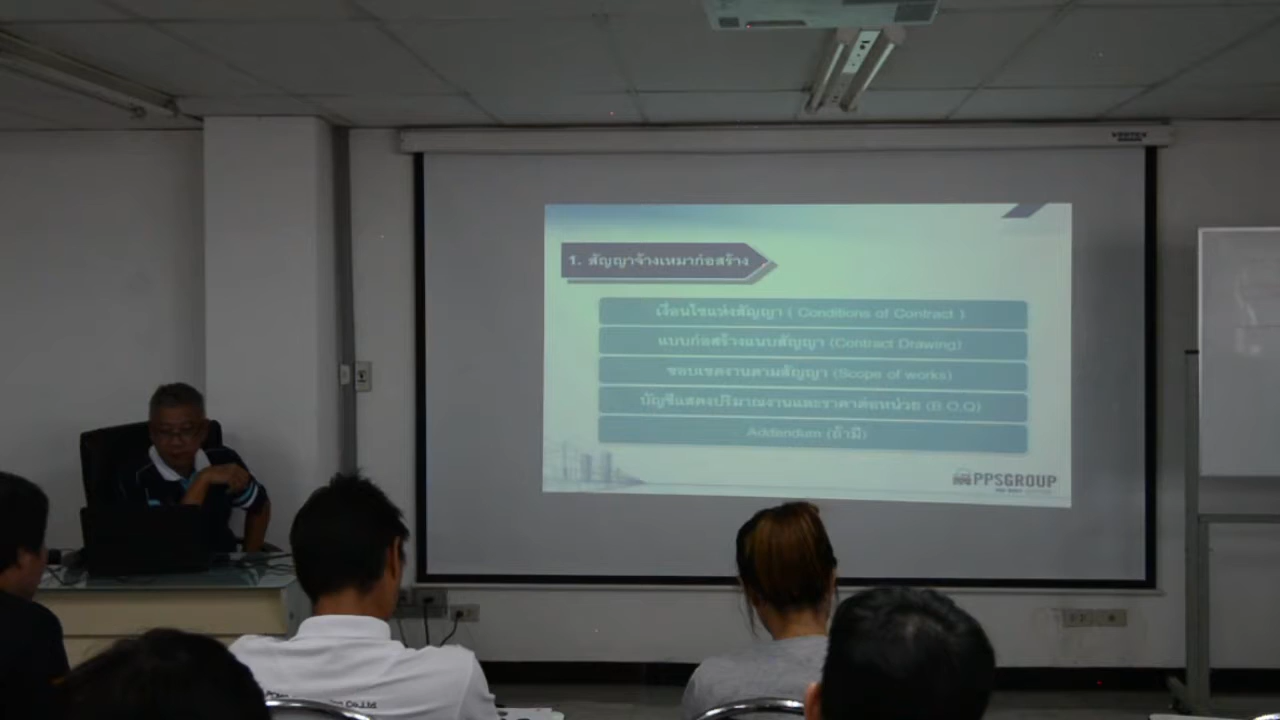 VERTEX
1. สัญญาจ้างเหมาก่อสร้าง
เงื่อนไขแห่งสัญญา ( Conditions of Contract )
แบบก่อสร้างแนบสัญญา (Contract Drawing)
ขอบเขตงานตามสัญญา (Scope of works)
บัญชีแสดงปริมาณงานและราคาต่อหน่วย (B.O.Q)
Addendum (ถ้ามี)
PPSGROUP
Co.,Ltd